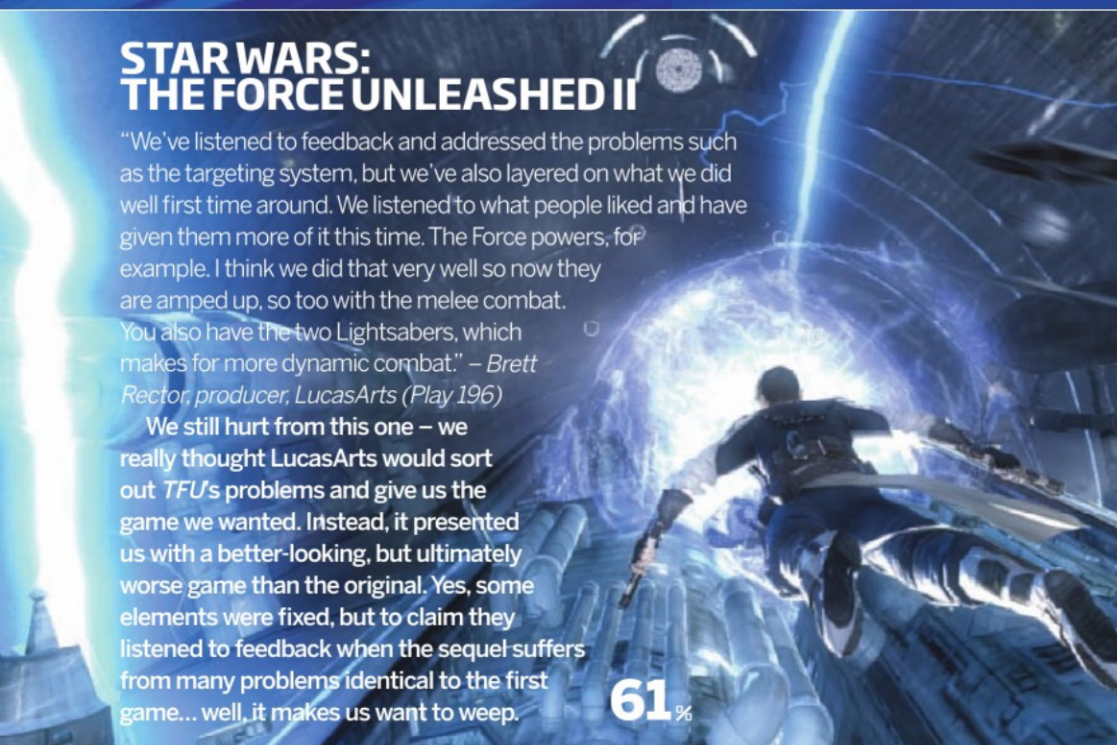 STAR WARS:
THE FORCE UNLEASHED II
“We’ve listened to feedback and addressed the problems such
as the targeting system, but we’ve also layered on what we did
well first time around. We listened to what people liked and have
given them more of it this time. The Force powers, for
example. I think we did that very well so now they
are amped up, so too with the melee combat.
You also have the two Lightsabers, which
makes for more dynamic combat.” – Brett
Rector, producer, LucasArts (Play 196)
We still hurt from this one – we
really thought LucasArts would sort
out TFU’s problems and give us the
game we wanted. Instead, it presented
us with a better-looking, but ultimately
worse game than the original. Yes, some
elements were fixed, but to claim they
listened to feedback when the sequel suffers
from many problems identical to the first
game... well, it makes us want to weep.
61%